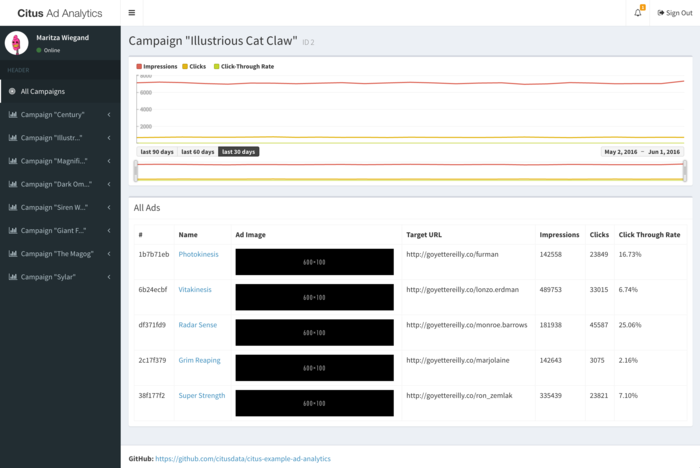 Citus Ad Analytics
1
Sign Out
Maritza Wiegand
Online
HEADER
All Campaigns
Campaign "Century"
Campaign "Illustr..."
Campaign "Magnifi..."
Campaign "Dark Om..."
Campaign "Siren W..."
Campaign "Giant F..."
Campaign "The Magog"
Campaign "Sylar"
Campaign "Illustrious Cat Claw" ID 2
Impressions Clicks Click-Through Rate
8000
6000
4000
2000
last 90 days last 60 days last 30 days May 2, 2016 – Jun 1, 2016
All Ads
# Name Ad Image Target URL Impressions Clicks Click Through Rate
1b7b71eb Photokinesis 600×100 http://goyettereilly.co/furman 142558 23849 16.73%
6b24ecbf Vitakinesis 600×100 http://goyettereilly.co/lonzo.erdman 489753 33015 6.74%
df371fd9 Radar Sense 600×100 http://goyettereilly.co/monroe.barrows 181938 45587 25.06%
2c17f379 Grim Reaping 600×100 http://goyettereilly.co/marjolaine 142643 3075 2.16%
38f177f2 Super Strength 600×100 http://goyettereilly.co/ron_zemlak 335439 23821 7.10%
GitHub: https://github.com/citusdata/citus-example-ad-analytics